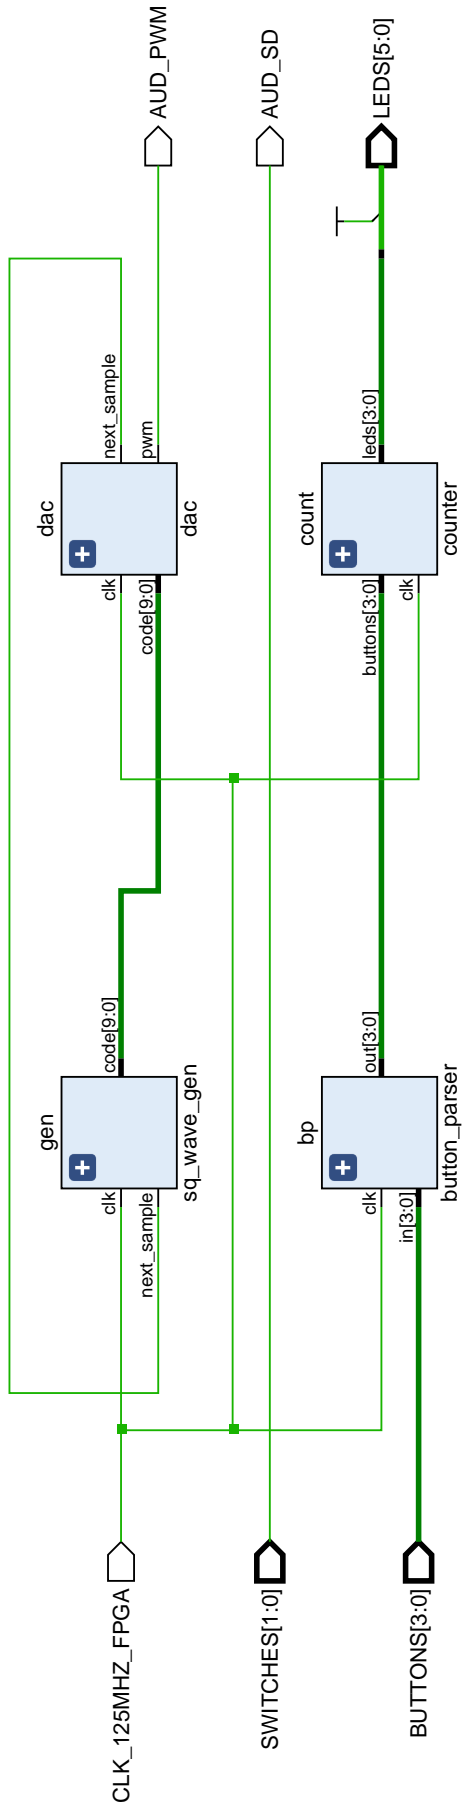 CLK_125MHZ_FPGA
SWITCHES[1:0]
BUTTONS[3:0]
gen
clk
next_sample
code[9:0]
sq_wave_gen
bp
clk
in[3:0]
out[3:0]
button_parser
dac
clk
code[9:0]
next_sample
pwm
dac
count
buttons[3:0]
clk
leds[3:0]
counter
AUD_PWM
AUD_SD
LEDS[5:0]